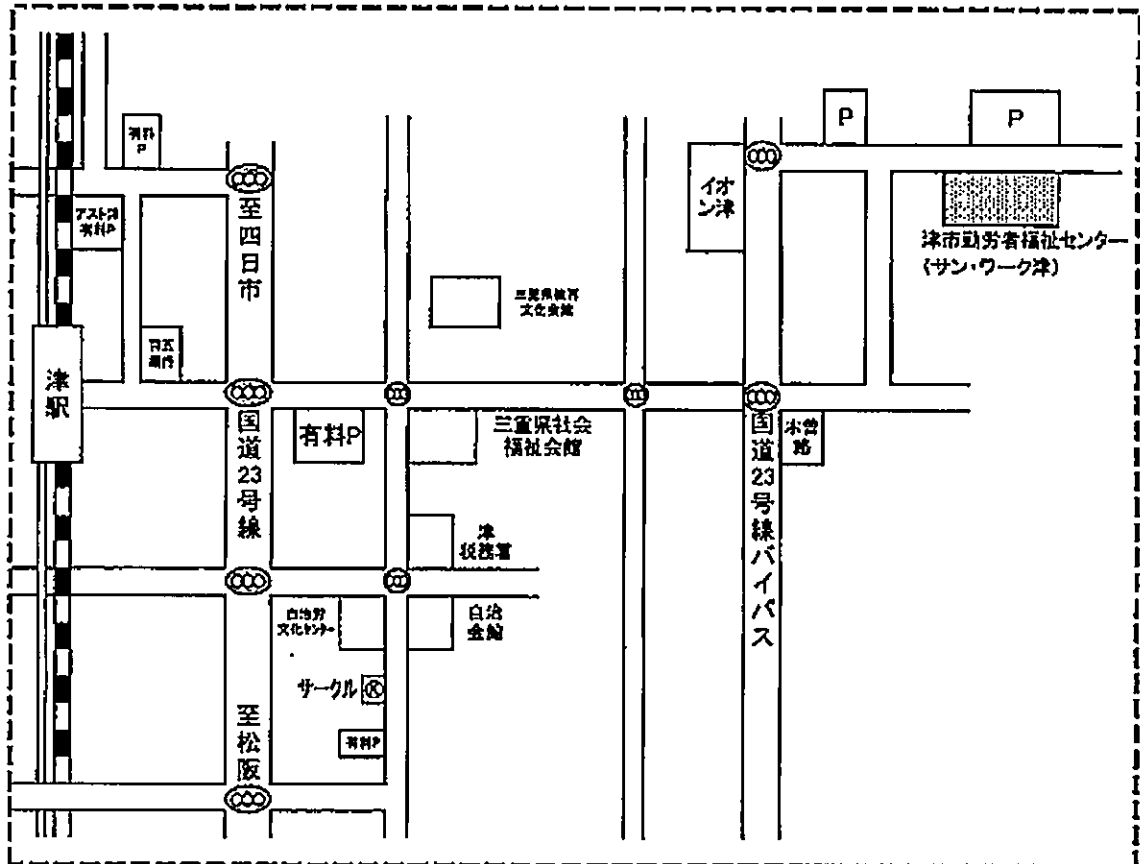 有料
P
P
P
アスト津
有料P
至四日市
イオ
ン津
津市勤労者福祉センター
(サン・ワーク津)
三重県教育
文化会館
百五
銀行
津駅
国道23号線
有料P
三重県社会
福祉会館
国道23号線バイパス
木曽
路
津
税務署
自治労
文化センター
自治
会館
サークルⓀ
有料P
至松阪